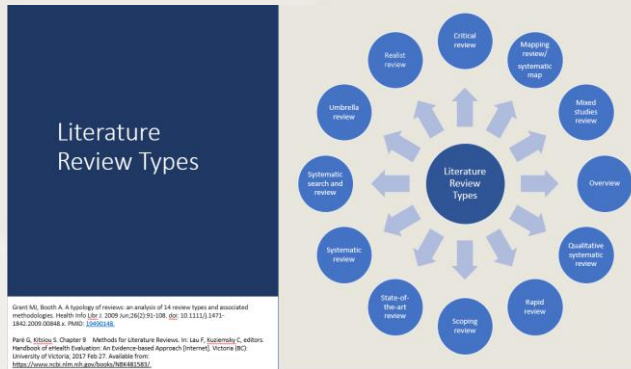 Literature
Review Types
Grant MJ, Booth A. A typology of reviews: an analysis of 14 review types and associated
methodologies. Health Info Libr J. 2009 Jun;26(2):91-108. doi: 10.1111/j.1471-
1842.2009.00848.x. PMID: 19490148.
Paré G, Kitsiou S. Chapter 9 Methods for Literature Reviews. In: Lau F, Kuziemsky C, editors.
Handbook of eHealth Evaluation: An Evidence-based Approach [Internet]. Victoria (BC):
University of Victoria; 2017 Feb 27. Available from:
https://www.ncbi.nlm.nih.gov/books/NBK481583/
Literature
Review
Types
Critical
review
Mapping
review/
systematic
map
Mixed
studies
review
Overview
Qualitative
systematic
review
Rapid
review
Scoping
review
State-of-
the-art
review
Systematic
review
Systematic
search and
review
Umbrella
review
Realist
review